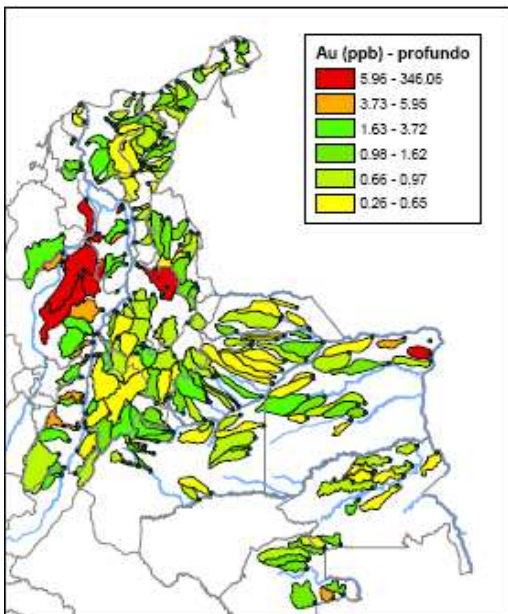 Au (ppb) - profundo
5.96 - 346,06
3.73 - 5.95
1.63 - 3.72
0.98 - 1.62
0.66 - 0.97
0.26 - 0.65